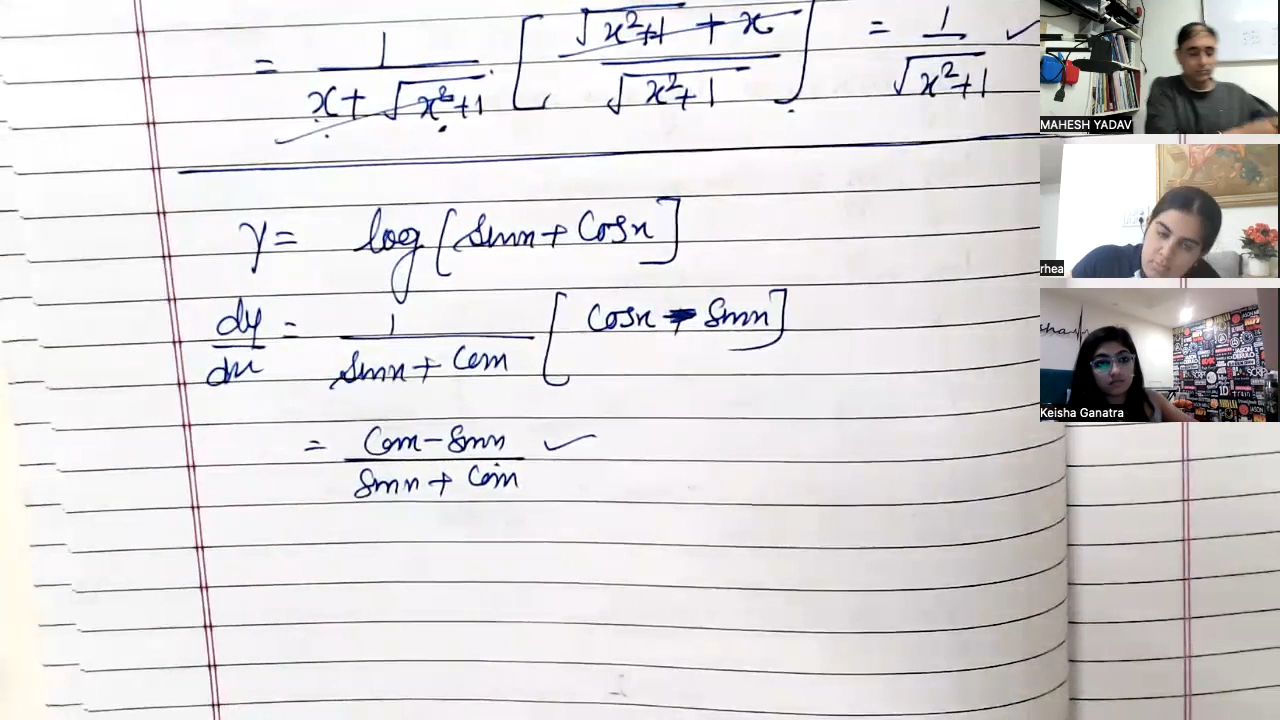 = 1 / (x + √(x²+1)) [ (√(x²+1) + x) / √(x²+1) ] = 1 / √(x²+1) ✓
MAHESH YADAV
y = log [Sinx + Cosx]
rhea
dy/dx = 1 / (Sinx + Cosx) [ Cosx - Sinx ]
Keisha Ganatra
= (Cosx - Sinx) / (Sinx + Cosx) ✓